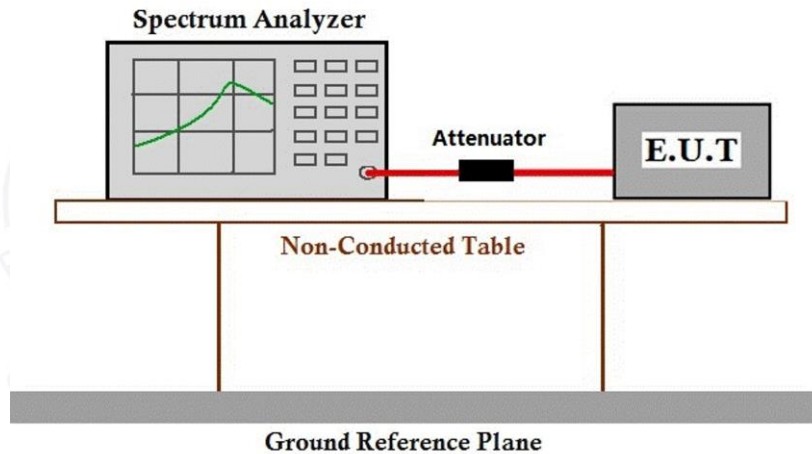 Spectrum Analyzer
Attenuator
E.U.T
Non-Conducted Table
Ground Reference Plane